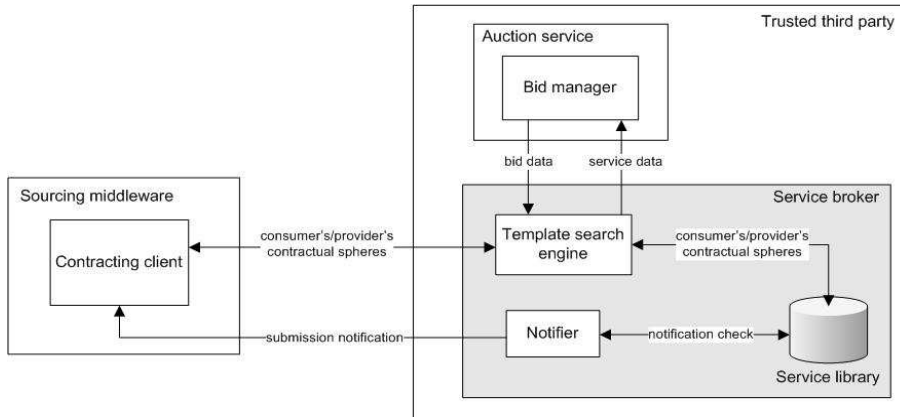 Trusted third party
Auction service
Bid manager
bid data
service data
Sourcing middleware
Service broker
Contracting client
consumer's/provider's
contractual spheres
Template search
engine
consumer's/provider's
contractual spheres
submission notification
Notifier
notification check
Service library